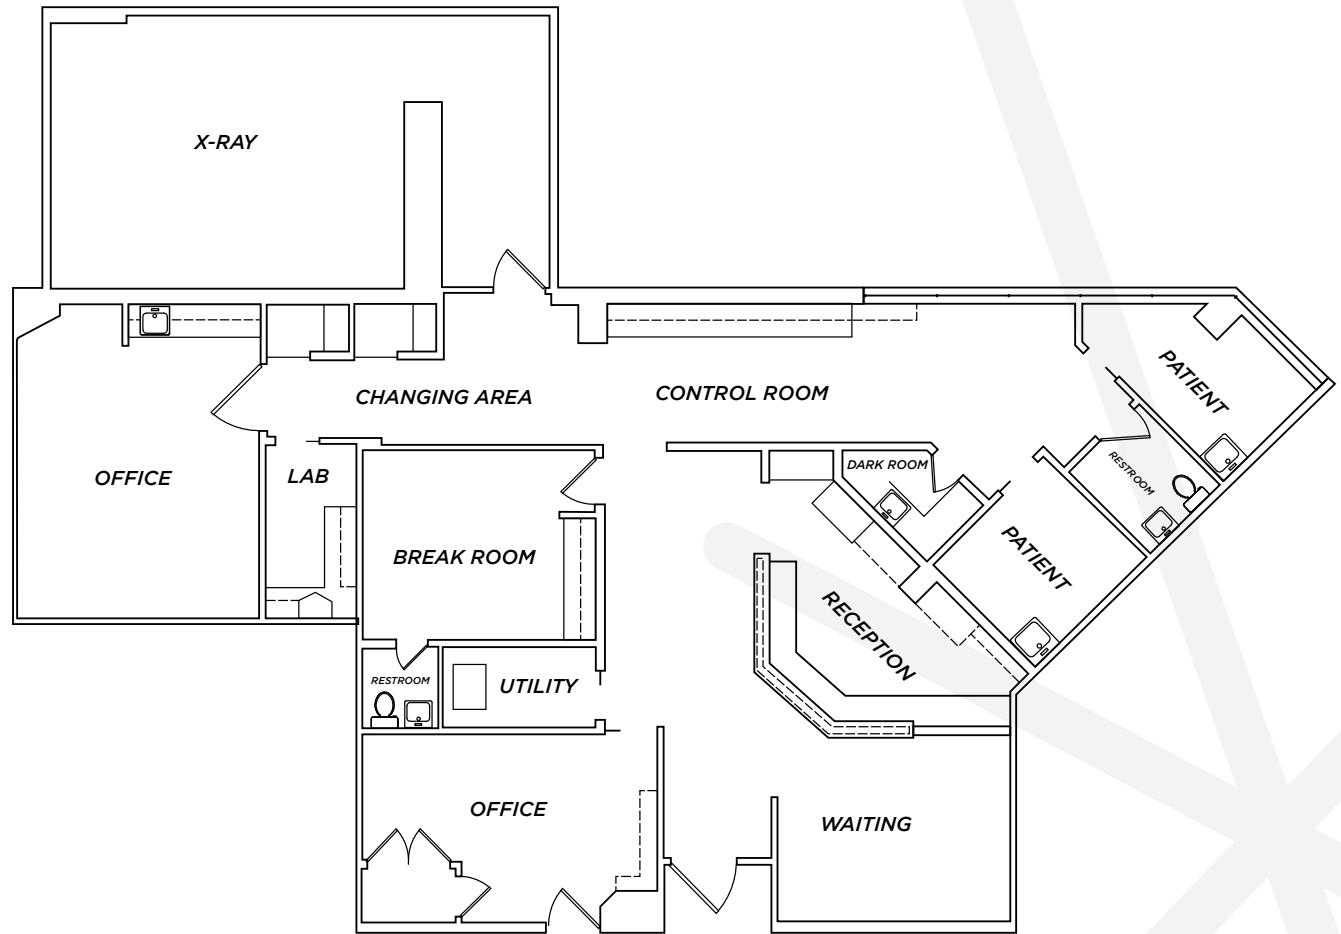 X-RAY
PATIENT
CHANGING AREA
CONTROL ROOM
OFFICE
LAB
DARK ROOM
RESTROOM
BREAK ROOM
PATIENT
RECEPTION
RESTROOM
UTILITY
OFFICE
WAITING